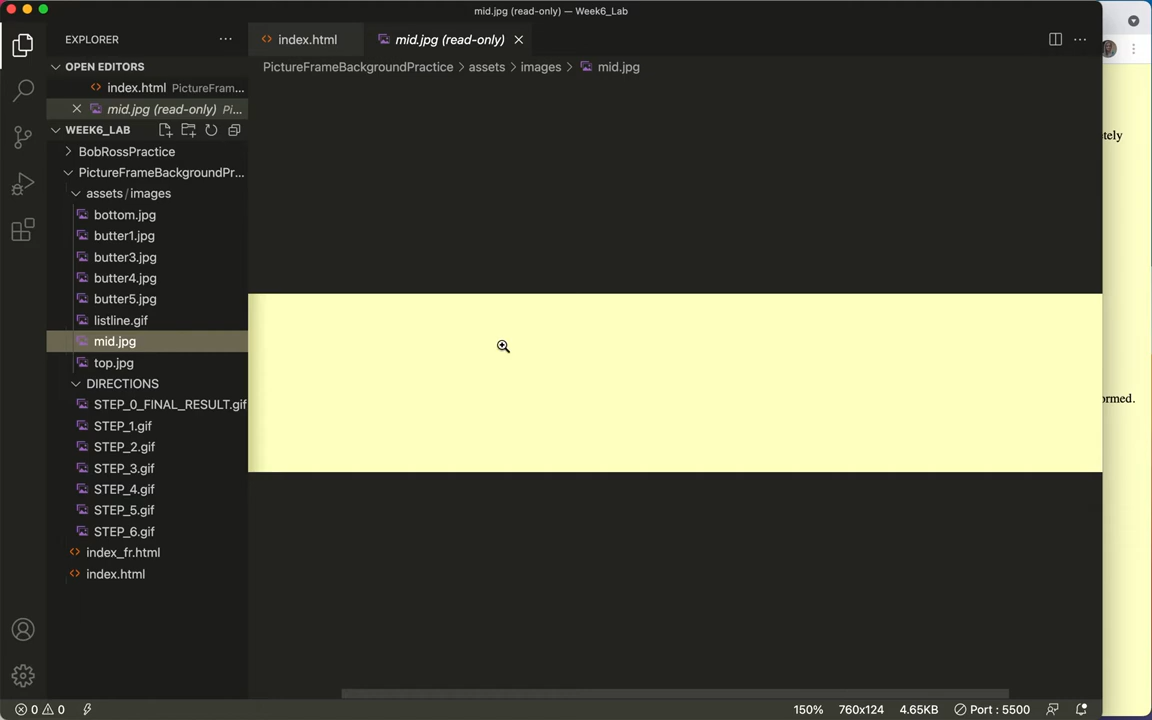 mid.jpg (read-only) — Week6_Lab
EXPLORER
index.html
mid.jpg (read-only)
OPEN EDITORS
PictureFrameBackgroundPractice > assets > images > mid.jpg
index.html PictureFram...
mid.jpg (read-only) Pi...
WEEK6_LAB
BobRossPractice
PictureFrameBackgroundPr...
assets/images
bottom.jpg
butter1.jpg
butter3.jpg
butter4.jpg
butter5.jpg
listline.gif
mid.jpg
top.jpg
DIRECTIONS
STEP_0_FINAL_RESULT.gif
STEP_1.gif
STEP_2.gif
STEP_3.gif
STEP_4.gif
STEP_5.gif
STEP_6.gif
index_fr.html
index.html
tely
ormed.
0 0
150%
760x124
4.65KB
Port : 5500